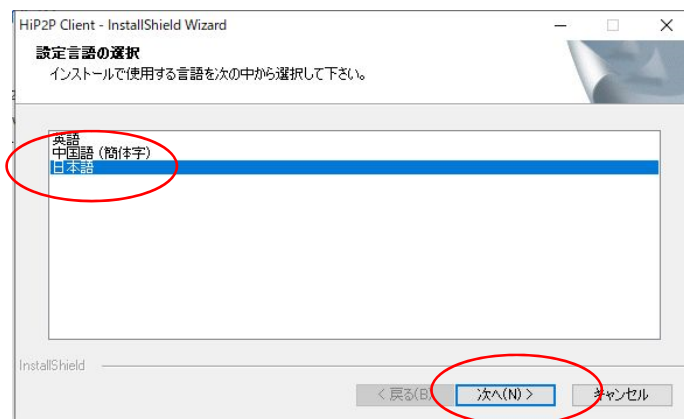 HiP2P Client - InstallShield Wizard
設定言語の選択
インストールで使用する言語を次の中から選択して下さい。
英語
中国語 (簡体字)
日本語
InstallShield
< 戻る(B)
次へ(N) >
キャンセル